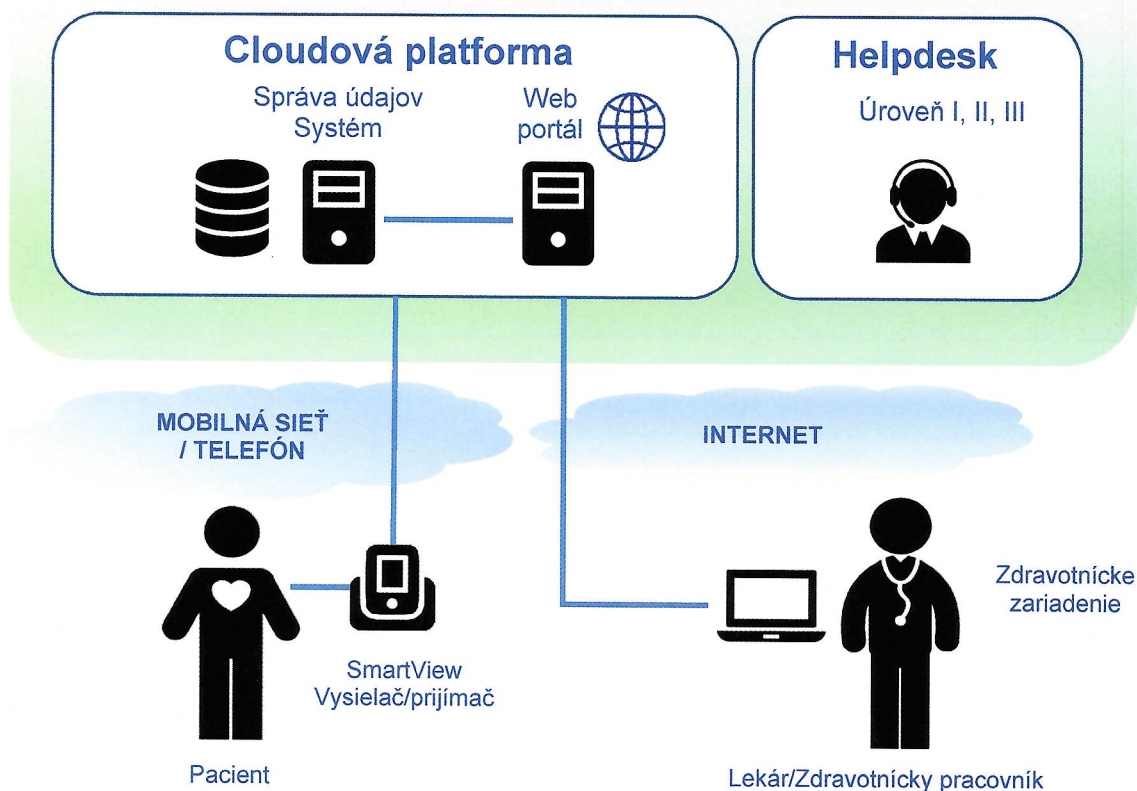 Cloudová platforma
Správa údajov
Systém
Web
portál
Helpdesk
Úroveň I, II, III
MOBILNÁ SIEŤ
/ TELEFÓN
INTERNET
SmartView
Vysielač/prijímač
Pacient
Zdravotnícke
zariadenie
Lekár/Zdravotnícky pracovník